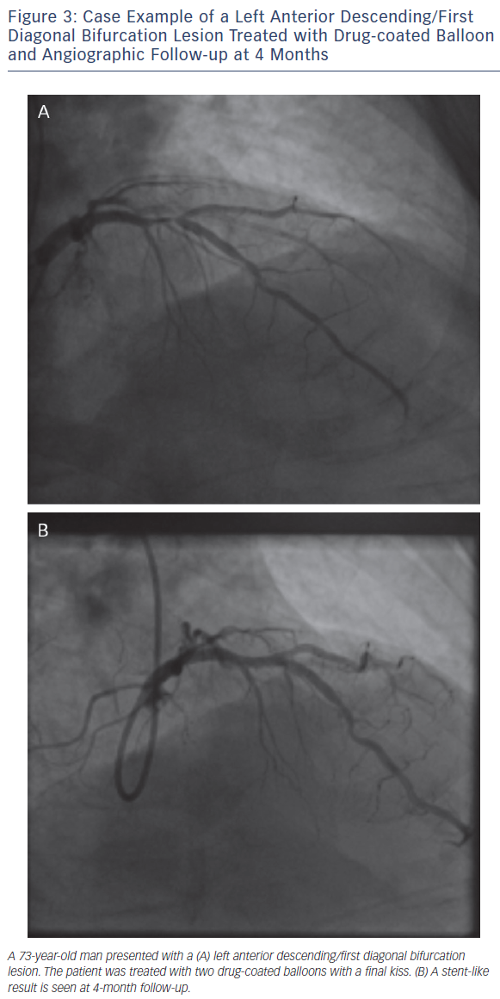 Figure 3: Case Example of a Left Anterior Descending/First
Diagonal Bifurcation Lesion Treated with Drug-coated Balloon
and Angiographic Follow-up at 4 Months
A
B
A 73-year-old man presented with a (A) left anterior descending/first diagonal bifurcation
lesion. The patient was treated with two drug-coated balloons with a final kiss. (B) A stent-like
result is seen at 4-month follow-up.